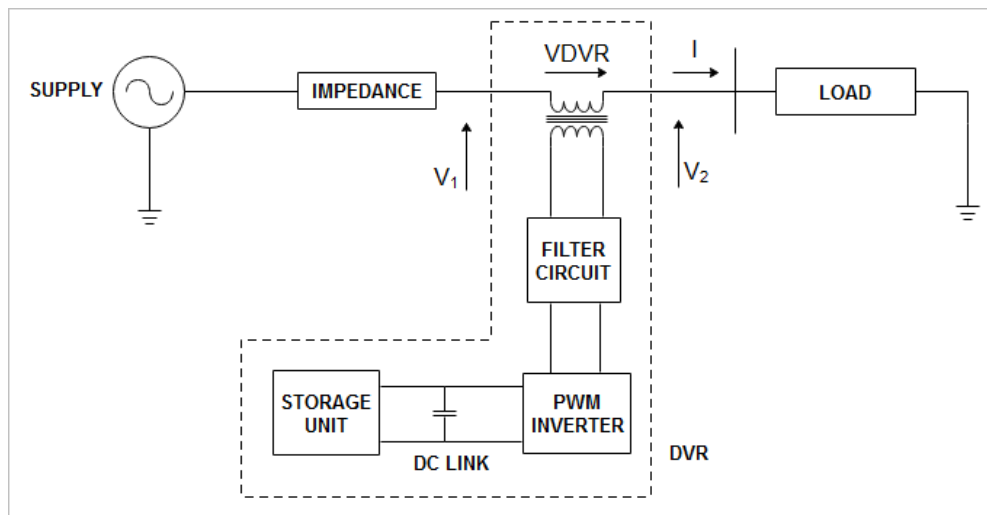 VDVR
I
SUPPLY
IMPEDANCE
LOAD
V₁
V₂
FILTER
CIRCUIT
STORAGE
UNIT
PWM
INVERTER
DC LINK
DVR